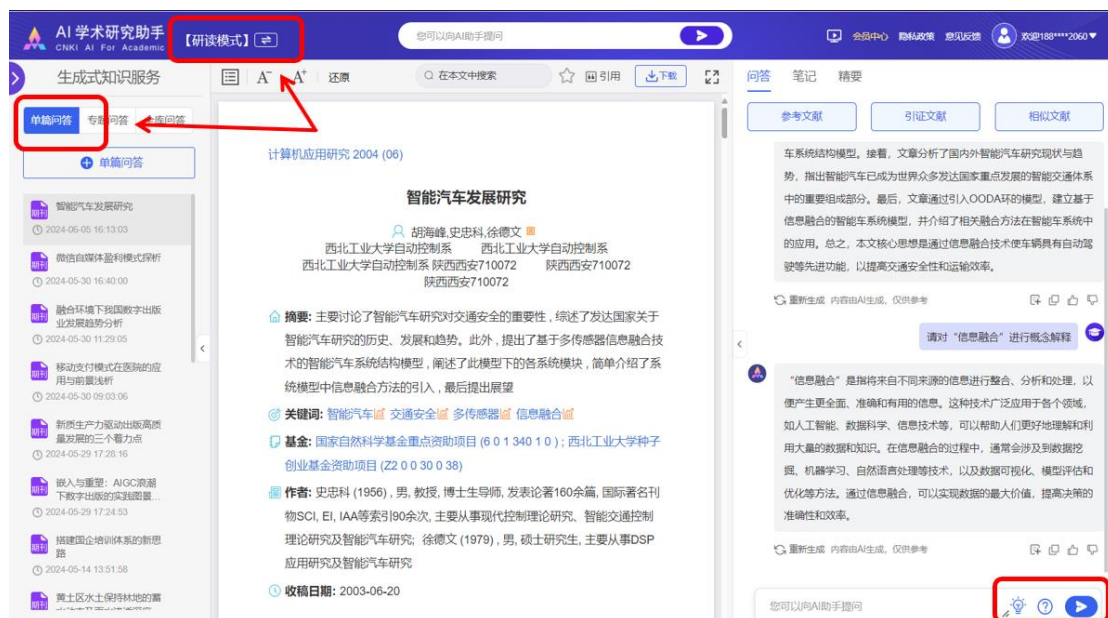 AI 学术研究助手
CNKI AI For Academic
【研读模式】
您可以向AI助手提问
会员中心 隐私政策 意见反馈 欢迎188****2060
生成式知识服务
单篇问答 专题问答 全库问答
单篇问答
期刊
智能汽车发展研究
2024-06-05 16:13:03
期刊
微信自媒体盈利模式探析
2024-05-30 16:40:00
期刊
融合环境下我国数字出版
业发展趋势分析
2024-05-30 11:29:05
期刊
移动支付模式在医院的应
用与前景浅析
2024-05-30 09:03:06
期刊
新质生产力驱动出版高质
量发展的三个着力点
2024-05-29 17:28:16
期刊
嵌入与重塑：AIGC浪潮
下数字出版的实践图景...
2024-05-29 17:24:53
期刊
搭建国企培训体系的新思
路
2024-05-14 13:51:58
期刊
黄土区水土保持林地的蓄
A- A+ 还原 在本文中搜索 引用 下载
计算机应用研究 2004 (06)
智能汽车发展研究
胡海峰,史忠科,徐德文
西北工业大学自动控制系 西北工业大学自动控制系
西北工业大学自动控制系 陕西西安710072 陕西西安710072
陕西西安710072
摘要: 主要讨论了智能汽车研究对交通安全的重要性 , 综述了发达国家关于
智能汽车研究的历史、发展和趋势。此外 , 提出了基于多传感器信息融合技
术的智能汽车系统结构模型 , 阐述了此模型下的各系统模块 , 简单介绍了系
统模型中信息融合方法的引入 , 最后提出展望
关键词: 智能汽车 交通安全 多传感器 信息融合
基金: 国家自然科学基金重点资助项目 (6 0 1 340 1 0 ) ; 西北工业大学种子
创业基金资助项目 (Z2 0 0 30 0 38)
作者: 史忠科 (1956) , 男, 教授, 博士生导师, 发表论著160余篇, 国际著名刊
物SCI, EI, IAA等索引90余次, 主要从事现代控制理论研究、智能交通控制
理论研究及智能汽车研究；徐德文 (1979) , 男, 硕士研究生, 主要从事DSP
应用研究及智能汽车研究
收稿日期: 2003-06-20
问答 笔记 精要
参考文献 引证文献 相似文献
车系统结构模型。接着，文章分析了国内外智能汽车研究现状与趋
势，指出智能汽车已成为世界众多发达国家重点发展的智能交通体系
中的重要组成部分。最后，文章通过引入OODA环的模型，建立基于
信息融合的智能车系统模型，并介绍了相关融合方法在智能车系统中
的应用。总之，本文核心思想是通过信息融合技术使车辆具有自动驾
驶等先进功能，以提高交通安全性和运输效率。
重新生成 内容由AI生成，仅供参考
请对“信息融合”进行概念解释
“信息融合”是指将来自不同来源的信息进行整合、分析和处理，以
便产生更全面、准确和有用的信息。这种技术广泛应用于各个领域，
如人工智能、数据科学、信息技术等，可以帮助人们更好地理解和利
用大量的数据和知识。在信息融合的过程中，通常会涉及到数据挖
掘、机器学习、自然语言处理等技术，以及数据可视化、模型评估和
优化等方法。通过信息融合，可以实现数据的最大价值，提高决策的
准确性和效率。
重新生成 内容由AI生成，仅供参考
您可以向AI助手提问